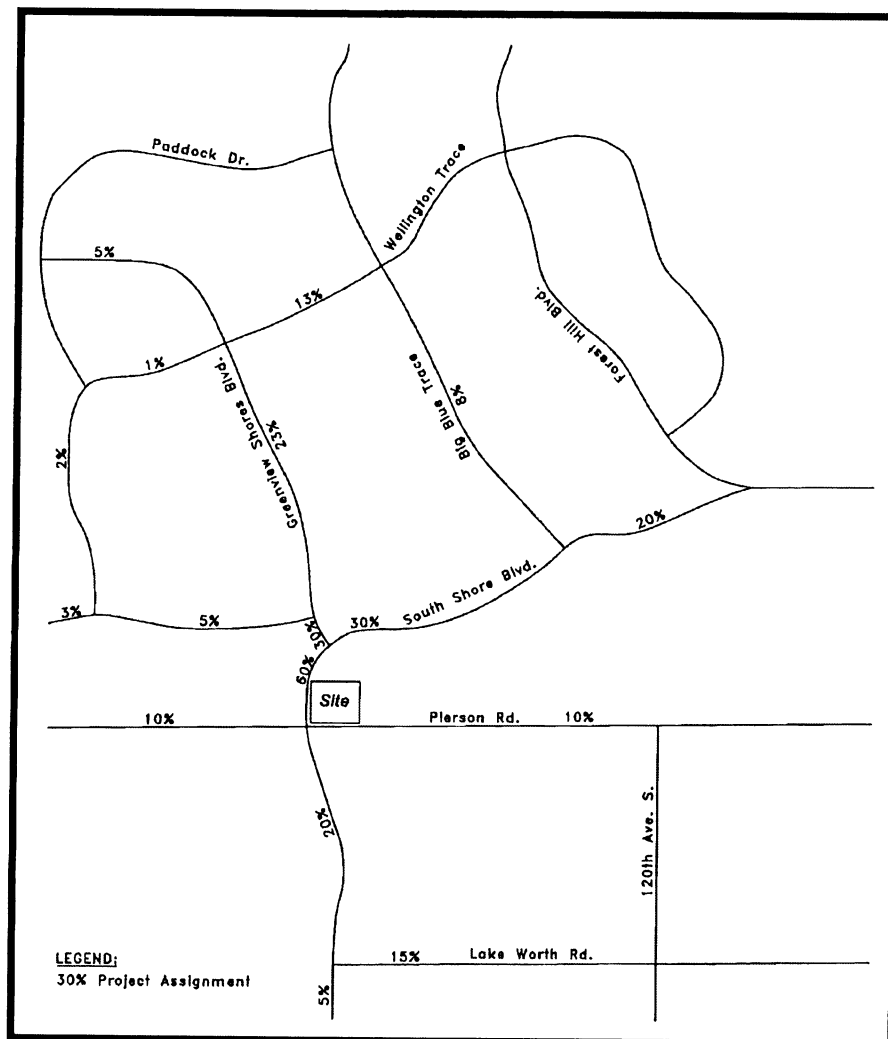 Paddock Dr.
Wellington Trace
5%
13%
Forest Hill Blvd.
1%
Greenview Shores Blvd.
23%
Big Blue Trace
8%
2%
20%
South Shore Blvd.
3%
5%
30%
30%
60%
Site
10%
Pierson Rd.
10%
20%
120th Ave. S.
LEGEND:
30% Project Assignment
15%
Lake Worth Rd.
5%